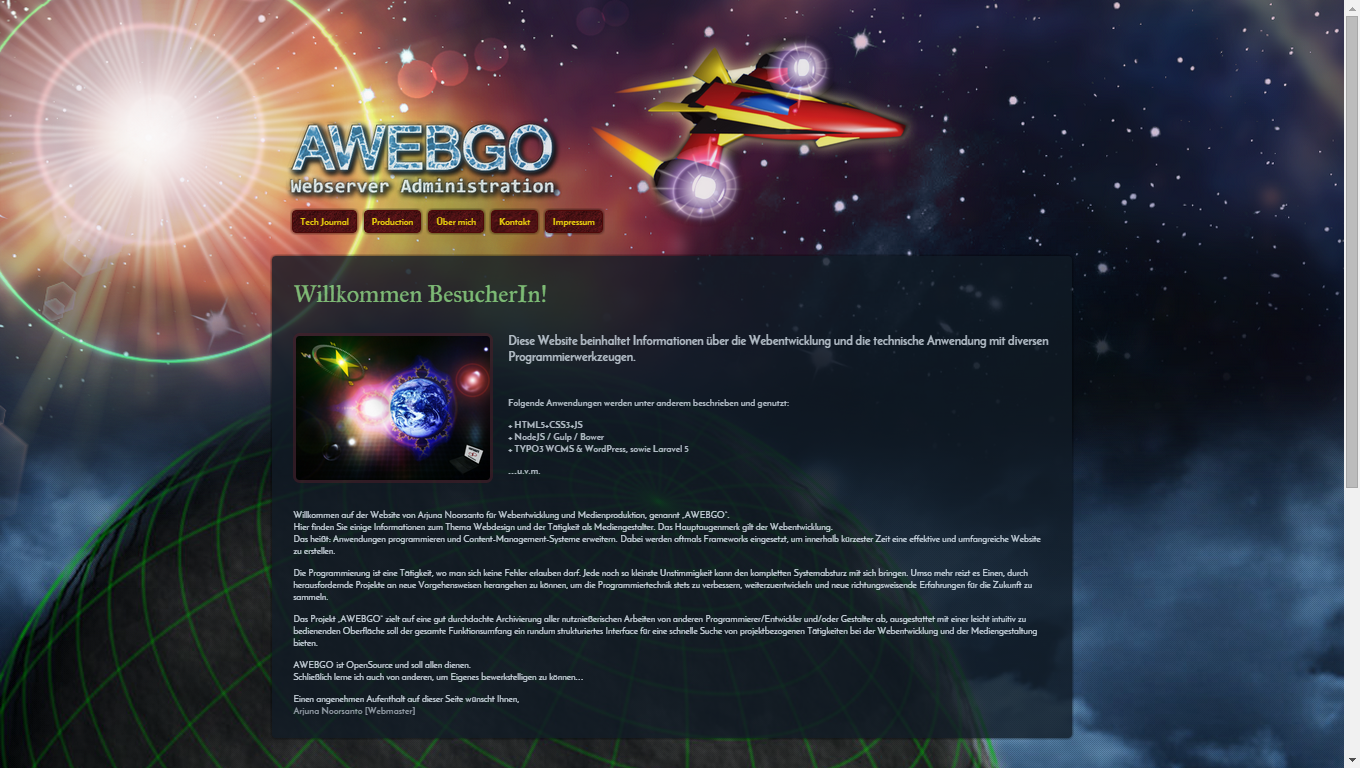 AWEBGO
Webserver Administration
Tech Journal
Production
Über mich
Kontakt
Impressum
Willkommen BesucherIn!
Diese Website beinhaltet Informationen über die Webentwicklung und die technische Anwendung mit diversen
Programmierwerkzeugen.
Folgende Anwendungen werden unter anderem beschrieben und genutzt:
+ HTML5+CSS3+JS
+ NodeJS / Gulp / Bower
+ TYPO3 WCMS & WordPress, sowie Laravel 5
...u.v.m.
Willkommen auf der Website von Arjuna Noorsanto für Webentwicklung und Medienproduktion, genannt „AWEBGO“.
Hier finden Sie einige Informationen zum Thema Webdesign und der Tätigkeit als Mediengestalter. Das Hauptaugenmerk gilt der Webentwicklung.
Das heißt: Anwendungen programmieren und Content-Management-Systeme erweitern. Dabei werden oftmals Frameworks eingesetzt, um innerhalb kürzester Zeit eine effektive und umfangreiche Website
zu erstellen.
Die Programmierung ist eine Tätigkeit, wo man sich keine Fehler erlauben darf. Jede noch so kleinste Unstimmigkeit kann den kompletten Systemabsturz mit sich bringen. Umso mehr reizt es Einen, durch
herausfordernde Projekte an neue Vorgehensweisen herangehen zu können, um die Programmiertechnik stets zu verbessern, weiterzuentwickeln und neue richtungsweisende Erfahrungen für die Zukunft zu
sammeln.
Das Projekt „AWEBGO“ zielt auf eine gut durchdachte Archivierung aller nutznießerischen Arbeiten von anderen Programmierer/Entwickler und/oder Gestalter ab, ausgestattet mit einer leicht intuitiv zu
bedienenden Oberfläche soll der gesamte Funktionsumfang ein rundum strukturiertes Interface für eine schnelle Suche von projektbezogenen Tätigkeiten bei der Webentwicklung und der Mediengestaltung
bieten.
AWEBGO ist OpenSource und soll allen dienen.
Schließlich lerne ich auch von anderen, um Eigenes bewerkstelligen zu können...
Einen angenehmen Aufenthalt auf dieser Seite wünscht Ihnen,
Arjuna Noorsanto [Webmaster]